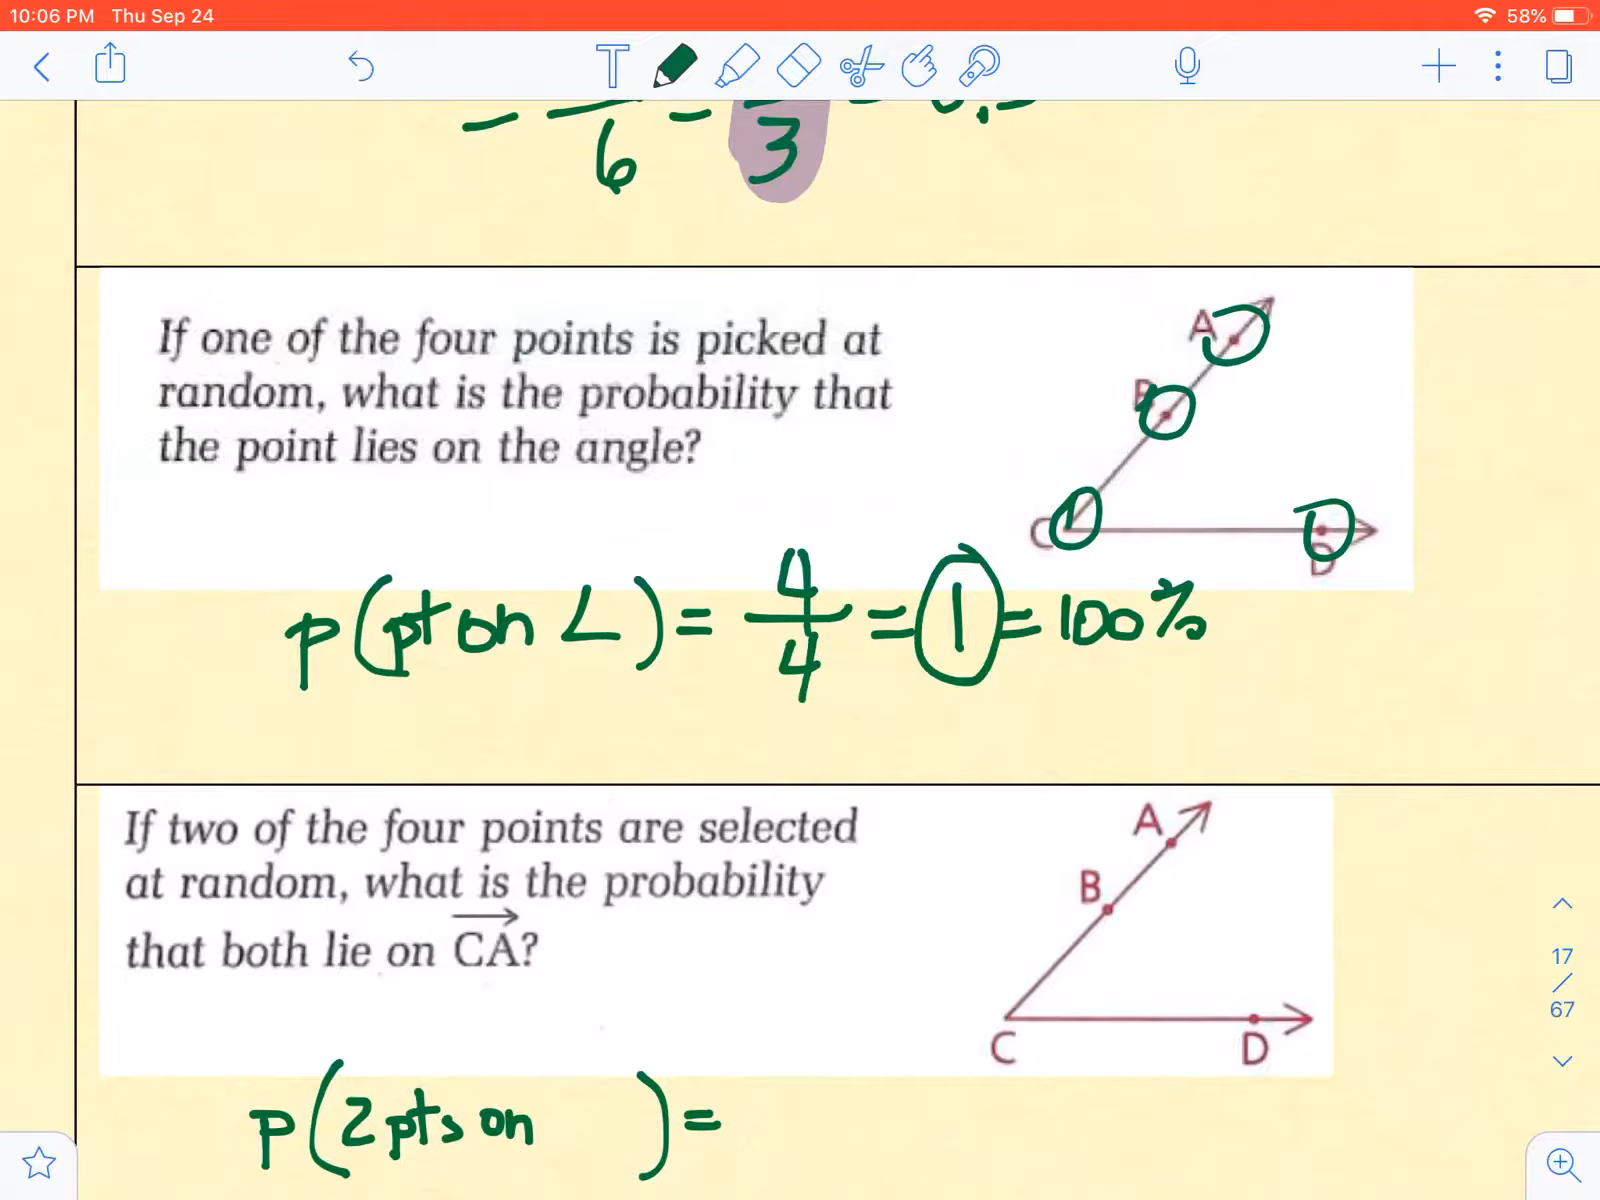 10:06 PM Thu Sep 24
58%
T
6 = 3
If one of the four points is picked at
random, what is the probability that
the point lies on the angle?
A
B
C
D
p(pt on ∠) = 4/4 = 1 = 100%
If two of the four points are selected
at random, what is the probability
that both lie on CA?
A
B
C
D
17
/
67
p(2 pts on ) =